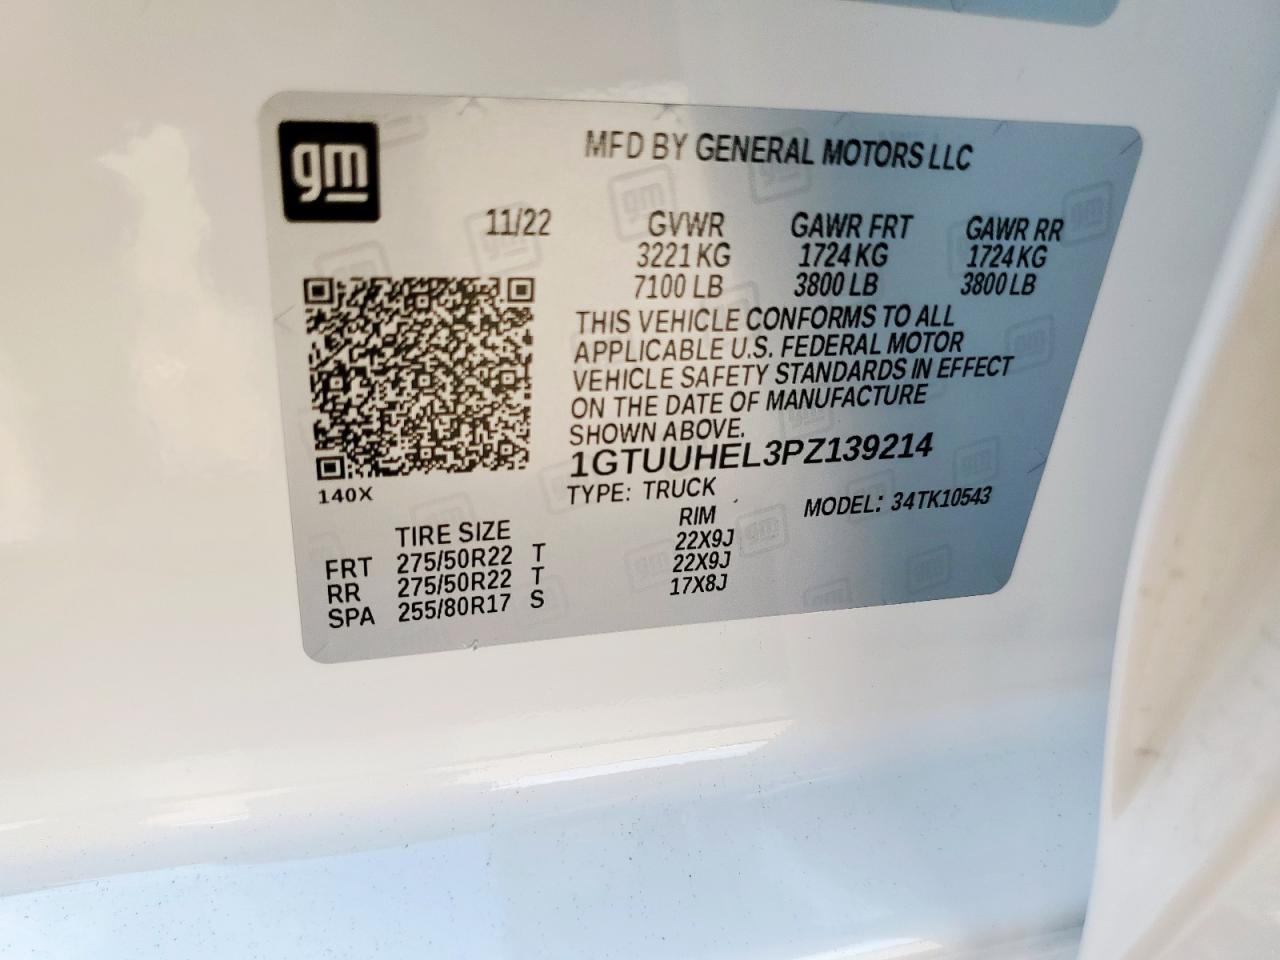 gm
MFD BY GENERAL MOTORS LLC
11/22 GVWR GAWR FRT GAWR RR
3221 KG 1724 KG 1724 KG
7100 LB 3800 LB 3800 LB
THIS VEHICLE CONFORMS TO ALL
APPLICABLE U.S. FEDERAL MOTOR
VEHICLE SAFETY STANDARDS IN EFFECT
ON THE DATE OF MANUFACTURE
SHOWN ABOVE.
1GTUUHEL3PZ139214
140X
TYPE: TRUCK MODEL: 34TK10543
TIRE SIZE RIM
FRT 275/50R22 T 22X9J
RR 275/50R22 T 22X9J
SPA 255/80R17 S 17X8J